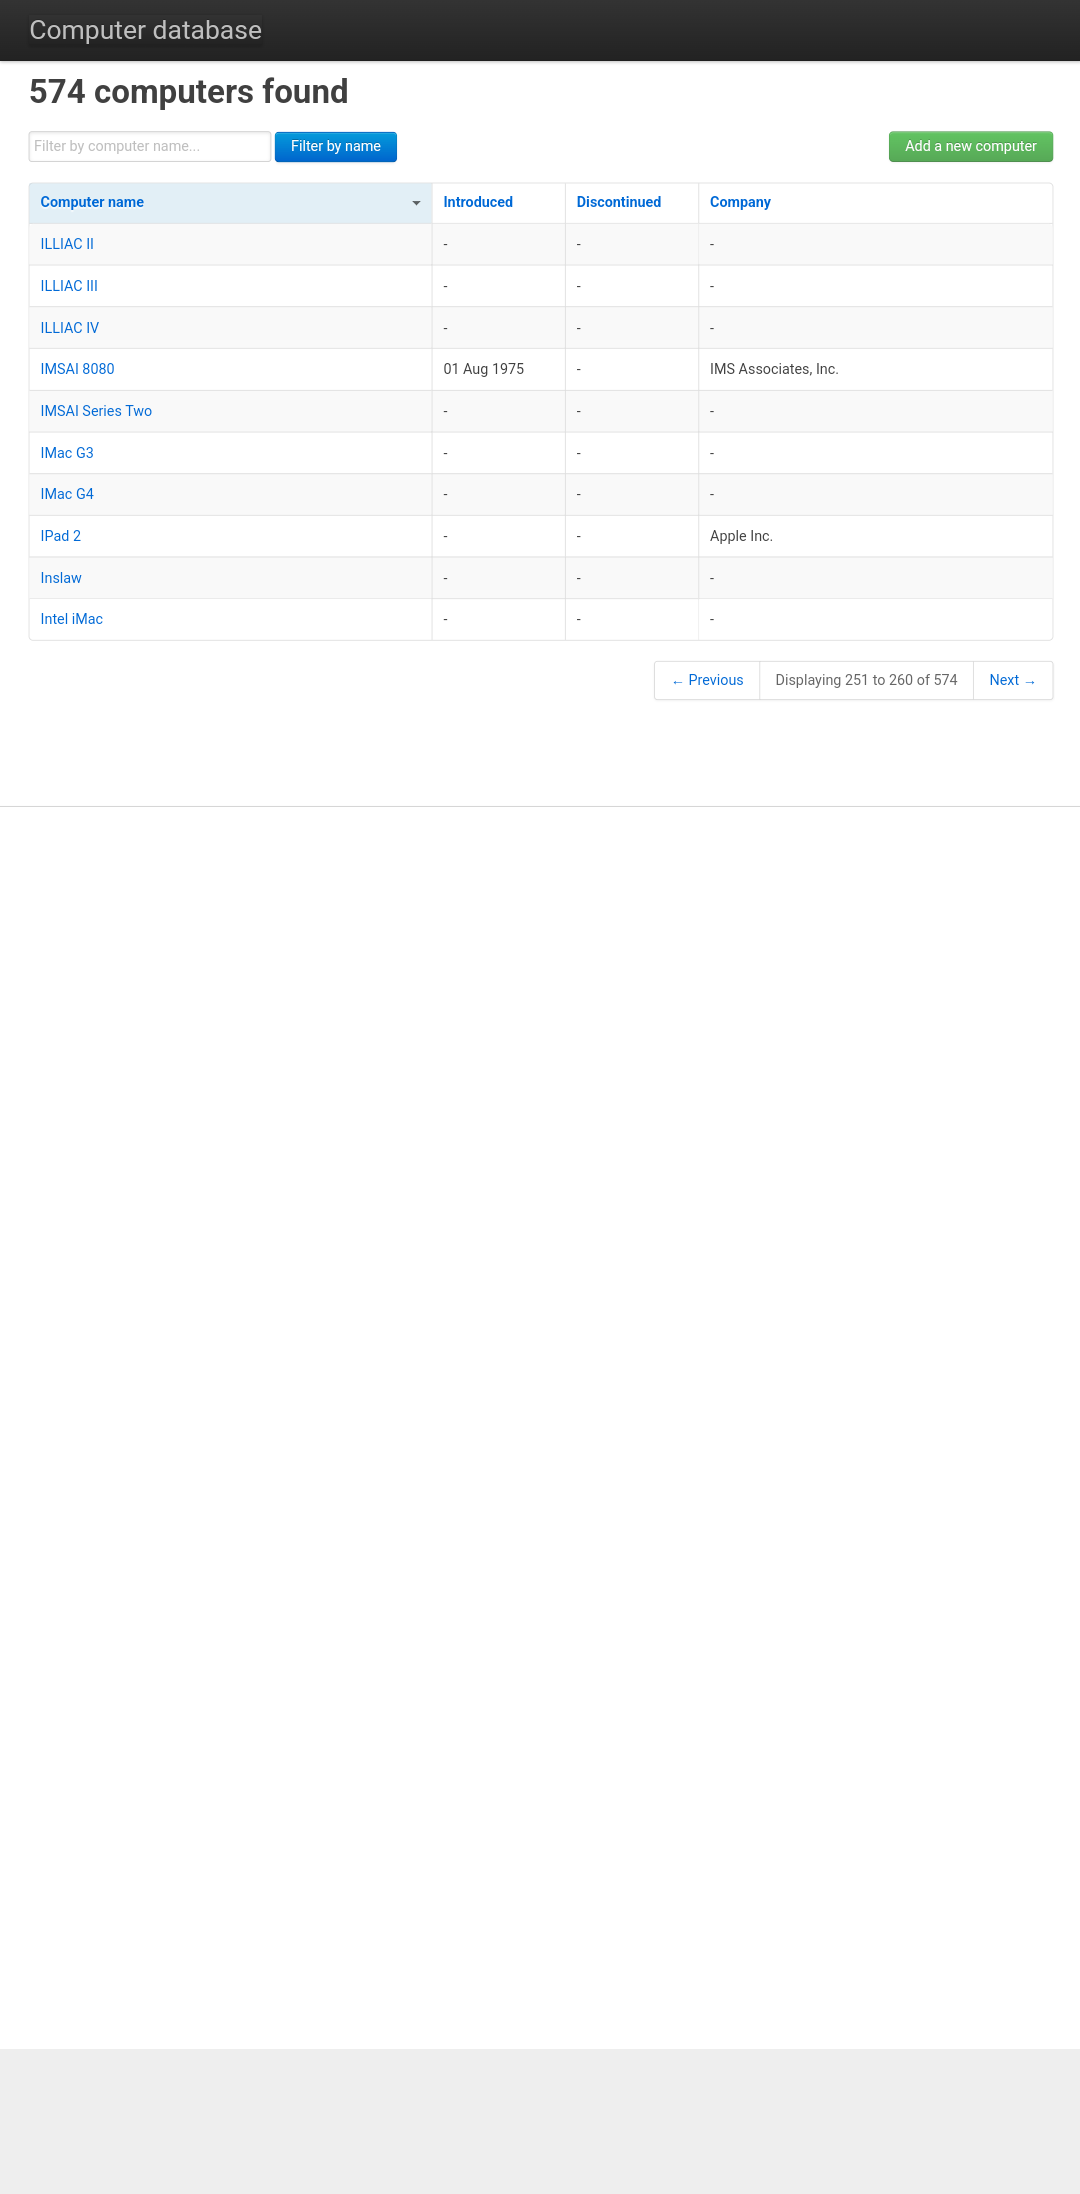 Computer database
574 computers found
Filter by computer name... Filter by name Add a new computer
Computer name Introduced Discontinued Company
ILLIAC II - - -
ILLIAC III - - -
ILLIAC IV - - -
IMSAI 8080 01 Aug 1975 - IMS Associates, Inc.
IMSAI Series Two - - -
IMac G3 - - -
IMac G4 - - -
IPad 2 - - Apple Inc.
Inslaw - - -
Intel iMac - - -
← Previous Displaying 251 to 260 of 574 Next →